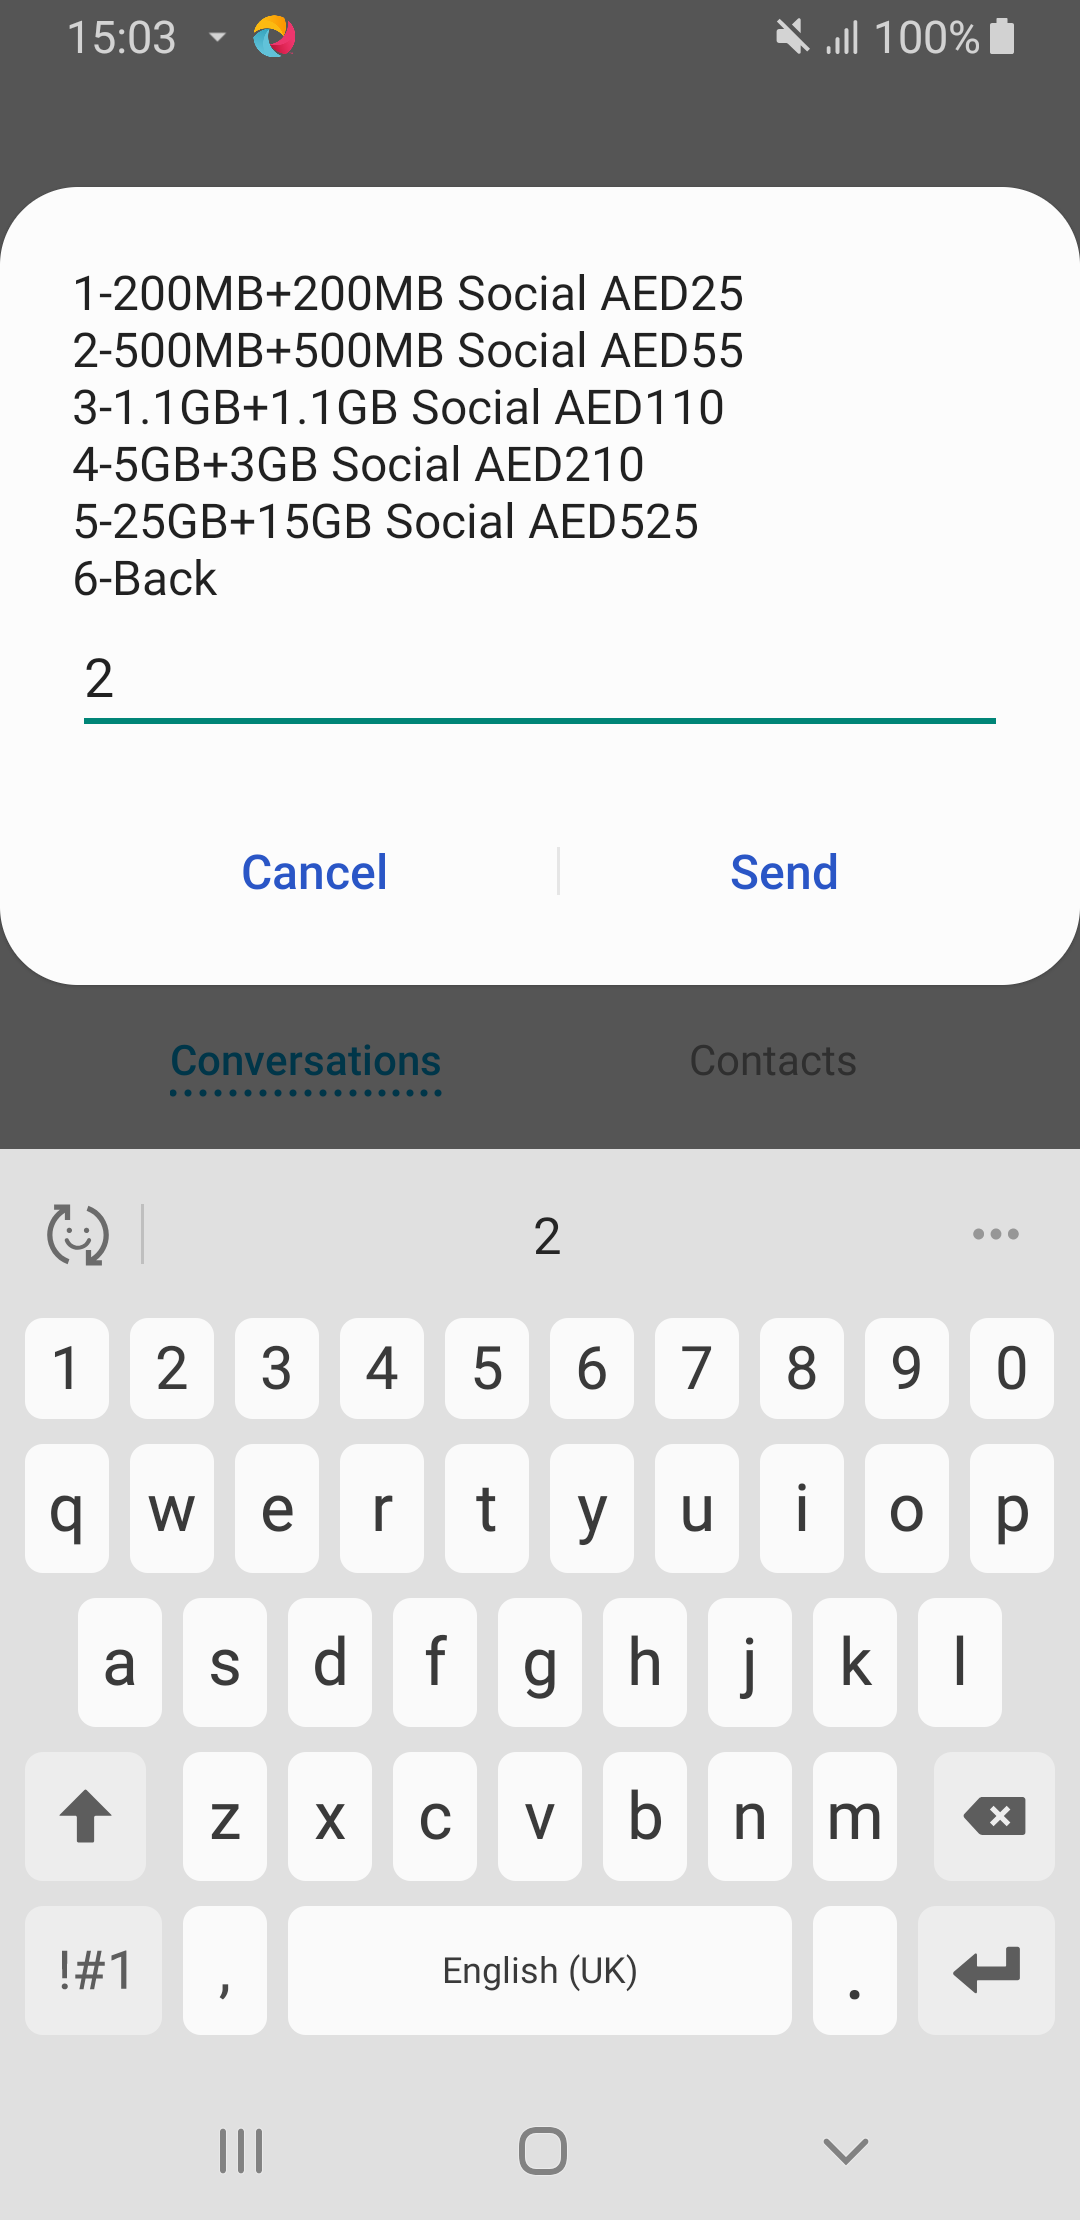 15:03 100%
1-200MB+200MB Social AED25
2-500MB+500MB Social AED55
3-1.1GB+1.1GB Social AED110
4-5GB+3GB Social AED210
5-25GB+15GB Social AED525
6-Back
2
Cancel Send
Conversations Contacts
2
1 2 3 4 5 6 7 8 9 0
q w e r t y u i o p
a s d f g h j k l
z x c v b n m
!#1 , English (UK) .